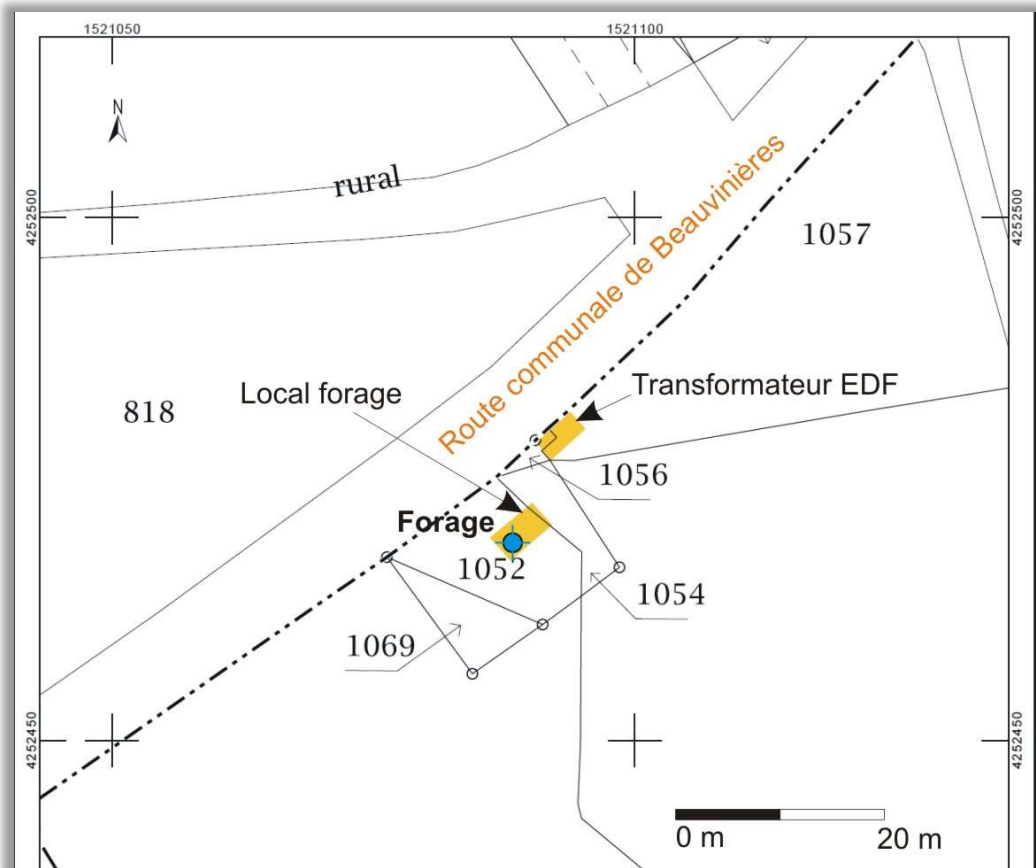 1521050
1521100
N
rural
4252500
4252500
Route communale de Beauvinières
1057
Local forage
Transformateur EDF
818
1056
Forage
1052
1054
1069
4252450
4252450
0 m
20 m